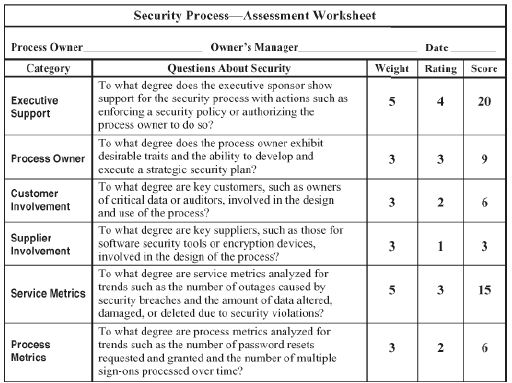 Security Process—Assessment Worksheet
Process Owner____________________ Owner's Manager________________ Date________
Category Questions About Security Weight Rating Score
Executive Support To what degree does the executive sponsor show
support for the security process with actions such as
enforcing a security policy or authorizing the
process owner to do so? 5 4 20
Process Owner To what degree does the process owner exhibit
desirable traits and the ability to develop and
execute a strategic security plan? 3 3 9
Customer Involvement To what degree are key customers, such as owners
of critical data or auditors, involved in the design
and use of the process? 3 2 6
Supplier Involvement To what degree are key suppliers, such as those for
software security tools or encryption devices,
involved in the design of the process? 3 1 3
Service Metrics To what degree are service metrics analyzed for
trends such as the number of outages caused by
security breaches and the amount of data altered,
damaged, or deleted due to security violations? 5 3 15
Process Metrics To what degree are process metrics analyzed for
trends such as the number of password resets
requested and granted and the number of multiple
sign-ons processed over time? 3 2 6